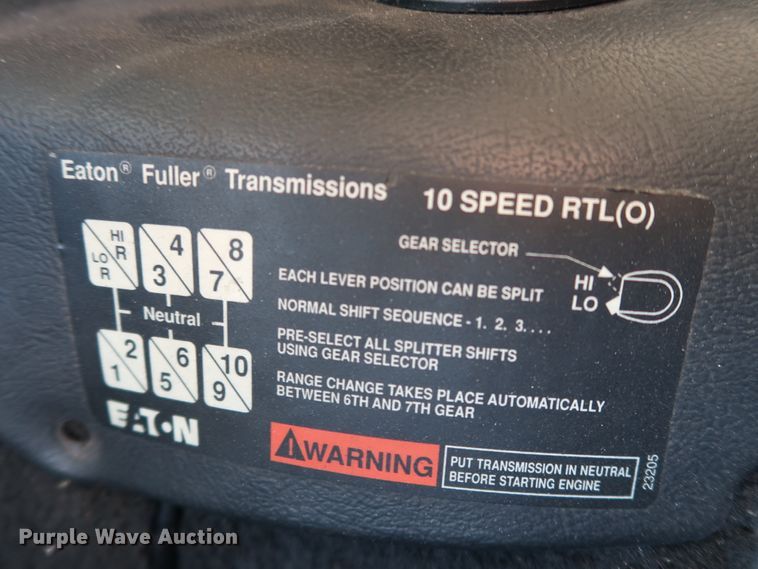 Eaton® Fuller® Transmissions 10 SPEED RTL(O)
HI R LO R
4 3
8 7
Neutral
2 1
6 5
10 9
EATON
GEAR SELECTOR
HI
LO
EACH LEVER POSITION CAN BE SPLIT
NORMAL SHIFT SEQUENCE - 1. 2. 3. . . .
PRE-SELECT ALL SPLITTER SHIFTS
USING GEAR SELECTOR
RANGE CHANGE TAKES PLACE AUTOMATICALLY
BETWEEN 6TH AND 7TH GEAR
WARNING
PUT TRANSMISSION IN NEUTRAL
BEFORE STARTING ENGINE
23205
Purple Wave Auction